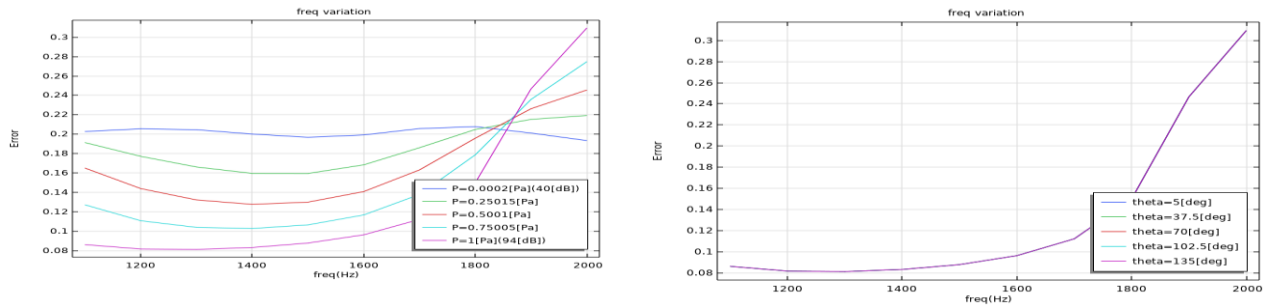 freq variation
0.3
0.28
0.26
0.24
0.22
0.2
0.18
0.16
0.14
0.12
0.1
0.08
Error
1200
1400
1600
1800
2000
freq(Hz)
P=0.0002[Pa](40[dB])
P=0.25015[Pa]
P=0.5001[Pa]
P=0.75005[Pa]
P=1[Pa](94[dB])
freq variation
0.3
0.28
0.26
0.24
0.22
0.2
0.18
0.16
0.14
0.12
0.1
0.08
Error
1200
1400
1600
1800
2000
freq(Hz)
theta=5[deg]
theta=37.5[deg]
theta=70[deg]
theta=102.5[deg]
theta=135[deg]